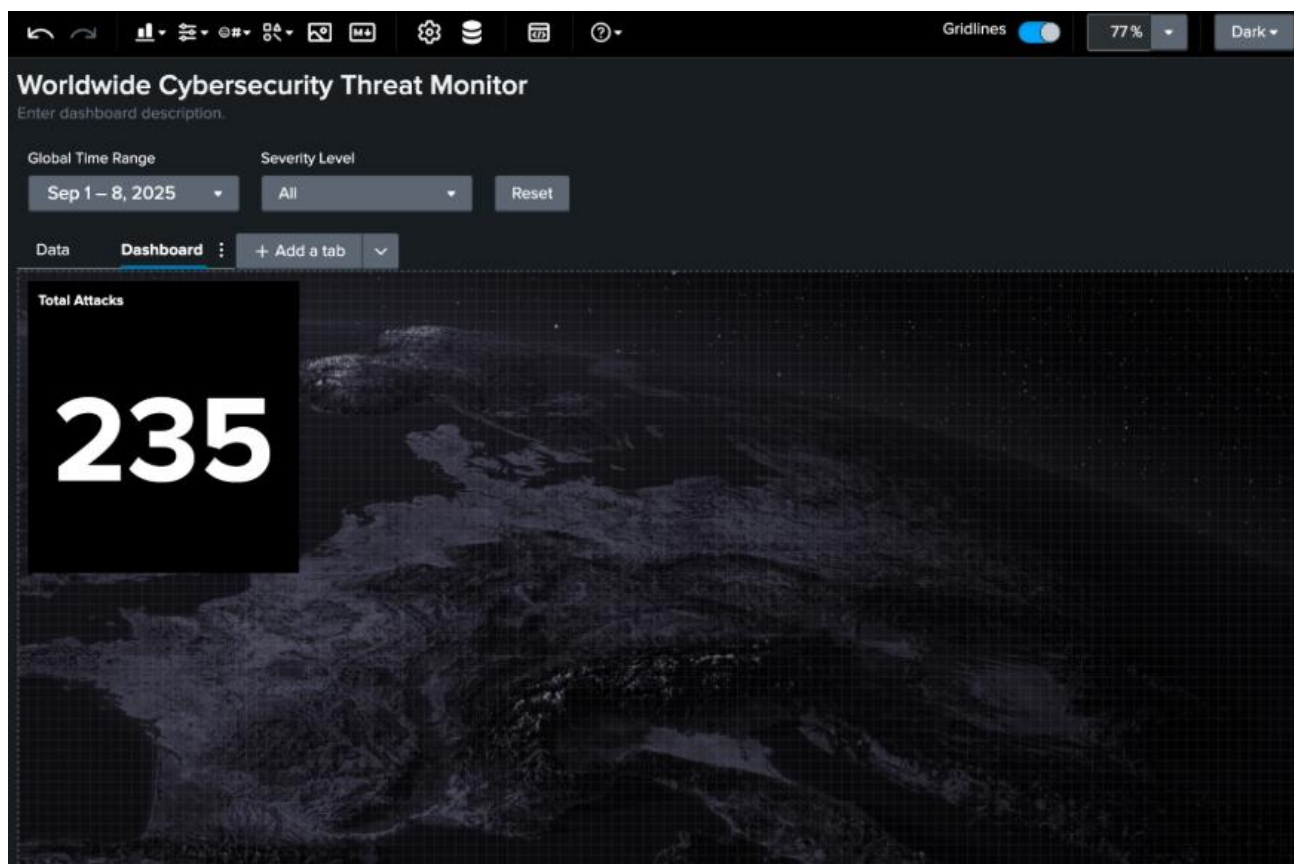 M+ Gridlines 77% Dark
Worldwide Cybersecurity Threat Monitor
Enter dashboard description.
Global Time Range Severity Level
Sep 1 – 8, 2025 All Reset
Data Dashboard + Add a tab
Total Attacks
235